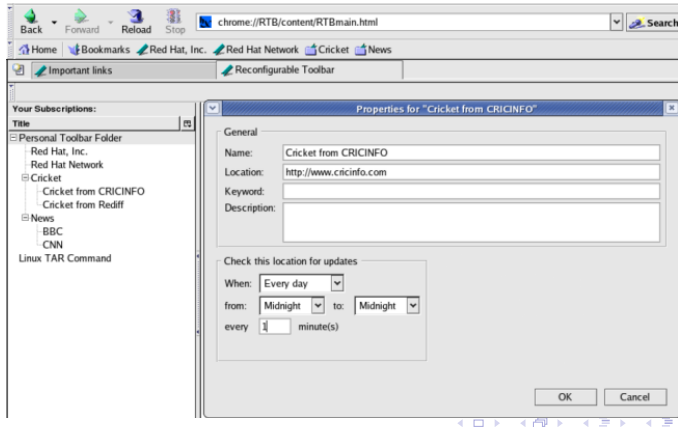 Back Forward Reload Stop chrome://RTB/content/RTBmain.html Search
Home Bookmarks Red Hat, Inc. Red Hat Network Cricket News
Important links Reconfigurable Toolbar
Your Subscriptions:
Title
Personal Toolbar Folder
Red Hat, Inc.
Red Hat Network
Cricket
Cricket from CRICINFO
Cricket from Rediff
News
BBC
CNN
Linux TAR Command
Properties for "Cricket from CRICINFO"
General
Name: Cricket from CRICINFO
Location: http://www.cricinfo.com
Keyword:
Description:
Check this location for updates
When: Every day
from: Midnight to: Midnight
every 1 minute(s)
OK Cancel